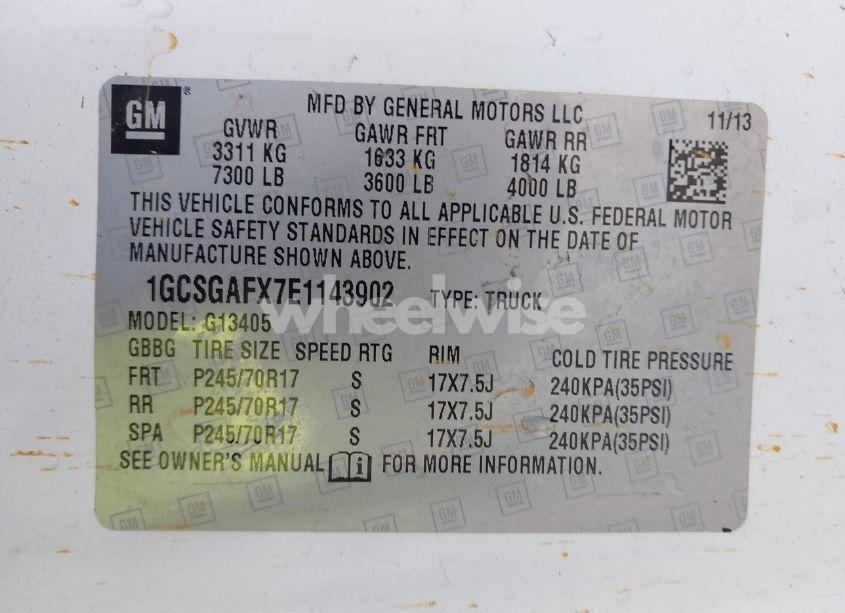 GM
MFD BY GENERAL MOTORS LLC
11/13
GVWR GAWR FRT GAWR RR
3311 KG 1633 KG 1814 KG
7300 LB 3600 LB 4000 LB
THIS VEHICLE CONFORMS TO ALL APPLICABLE U.S. FEDERAL MOTOR
VEHICLE SAFETY STANDARDS IN EFFECT ON THE DATE OF
MANUFACTURE SHOWN ABOVE.
1GCSGAFX7E1143902 TYPE: TRUCK
wheelwise
MODEL: G13405
GBBG TIRE SIZE SPEED RTG RIM COLD TIRE PRESSURE
FRT P245/70R17 S 17X7.5J 240KPA(35PSI)
RR P245/70R17 S 17X7.5J 240KPA(35PSI)
SPA P245/70R17 S 17X7.5J 240KPA(35PSI)
SEE OWNER'S MANUAL FOR MORE INFORMATION.